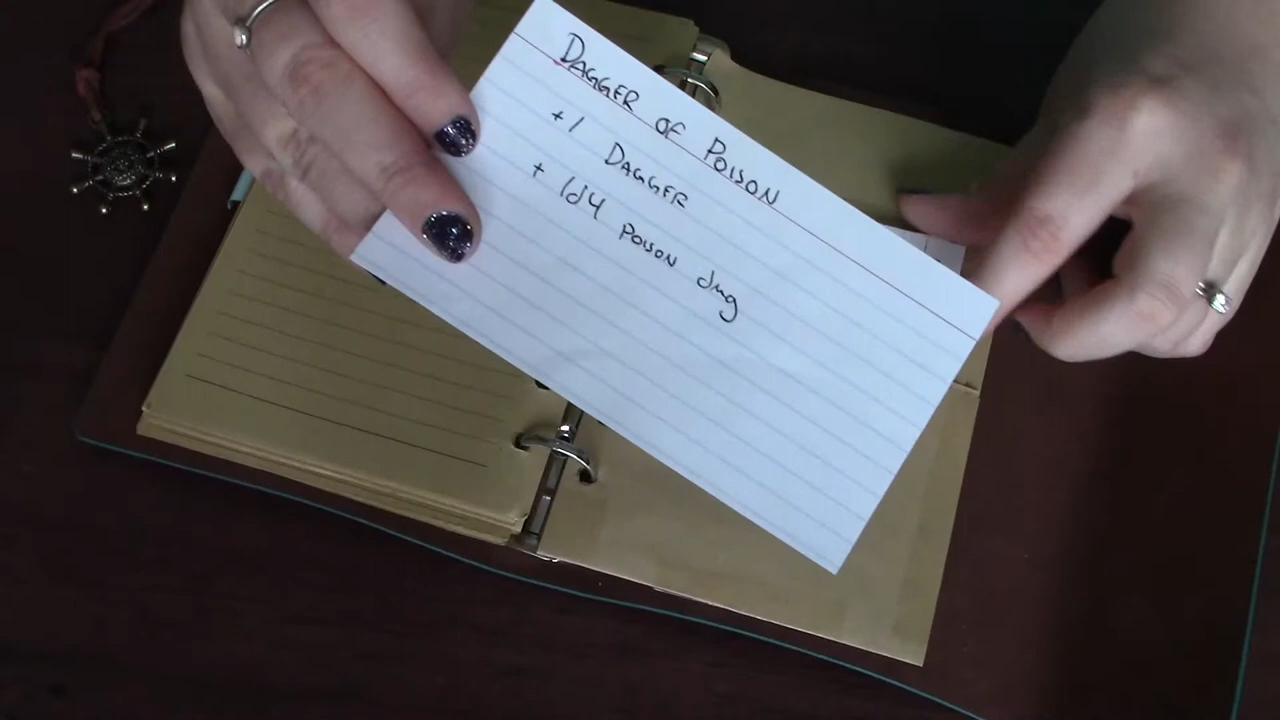 DAGGER OF POISON
+1 DAGGER
+ 1d4 POISON dmg